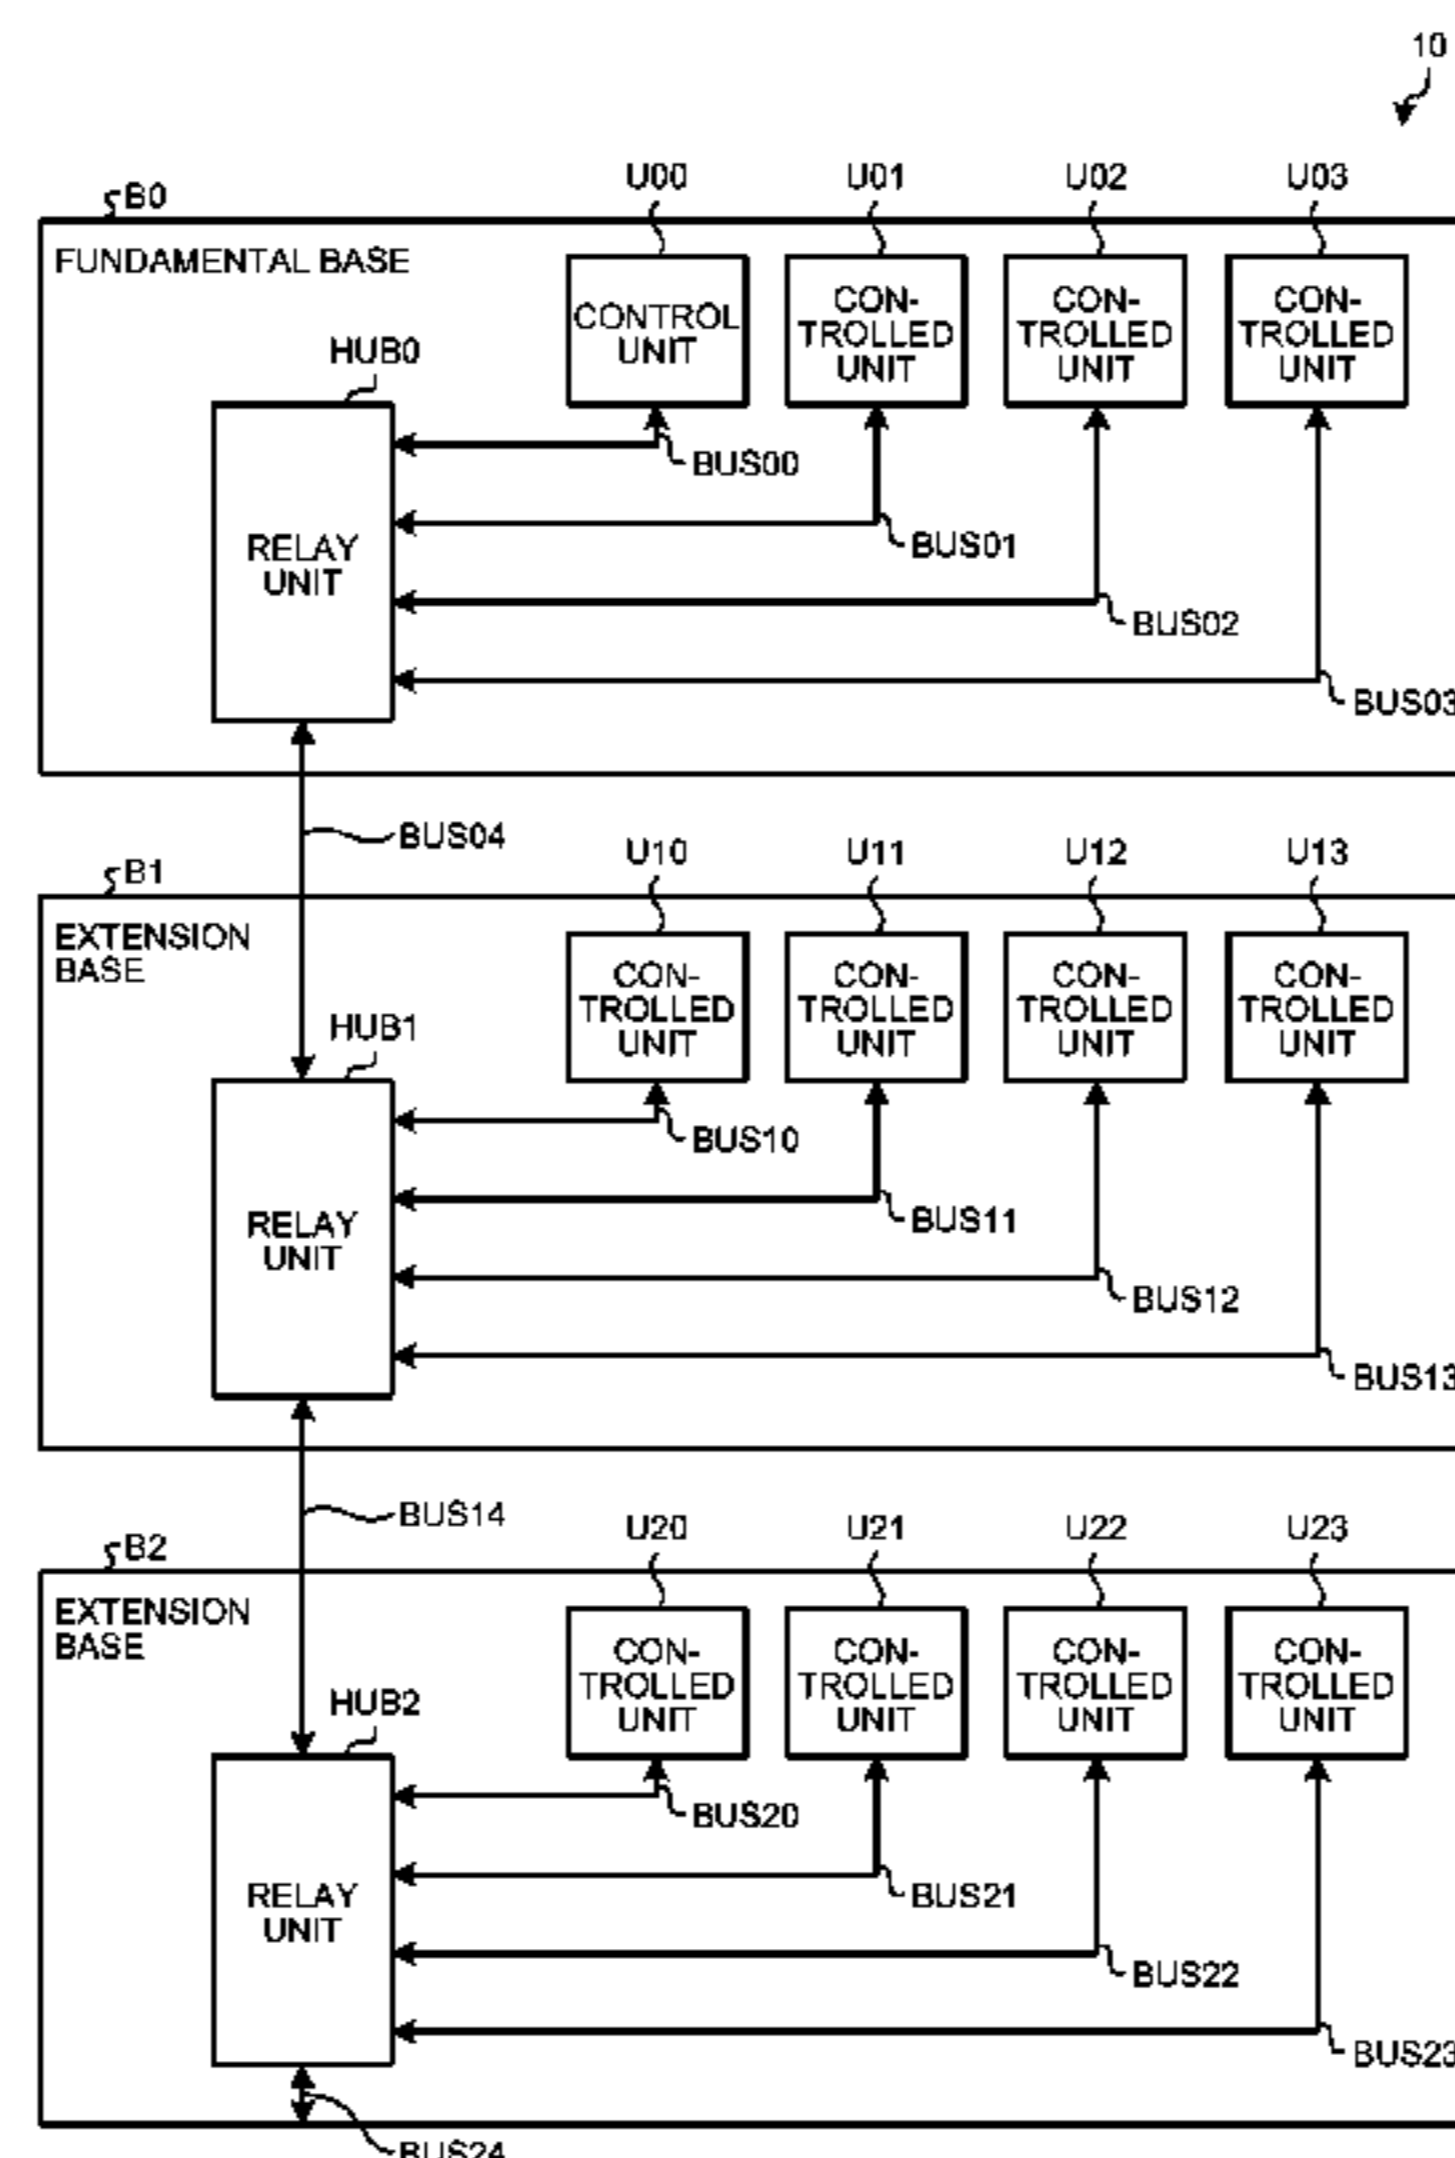 10
B0
U00
U01
U02
U03
FUNDAMENTAL BASE
CONTROL
UNIT
CON-
TROLLED
UNIT
CON-
TROLLED
UNIT
CON-
TROLLED
UNIT
HUB0
RELAY
UNIT
BUS00
BUS01
BUS02
BUS03
BUS04
B1
U10
U11
U12
U13
EXTENSION
BASE
CON-
TROLLED
UNIT
CON-
TROLLED
UNIT
CON-
TROLLED
UNIT
CON-
TROLLED
UNIT
HUB1
RELAY
UNIT
BUS10
BUS11
BUS12
BUS13
BUS14
B2
U20
U21
U22
U23
EXTENSION
BASE
CON-
TROLLED
UNIT
CON-
TROLLED
UNIT
CON-
TROLLED
UNIT
CON-
TROLLED
UNIT
HUB2
RELAY
UNIT
BUS20
BUS21
BUS22
BUS23
BUS24